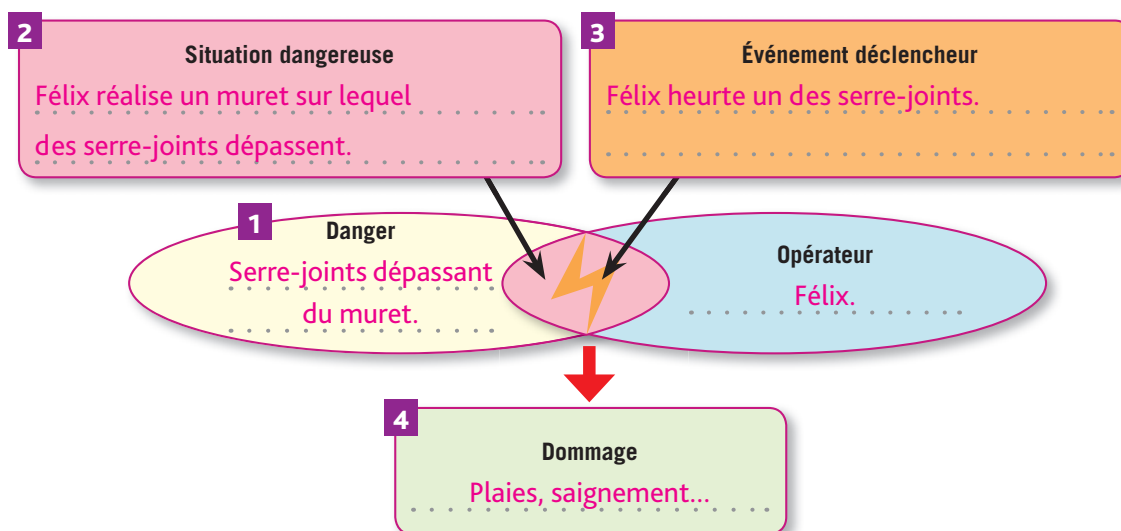 2
Situation dangereuse
Félix réalise un muret sur lequel
des serre-joints dépassent.
3
Événement déclencheur
Félix heurte un des serre-joints.
1
Danger
Serre-joints dépassant
du muret.
Opérateur
Félix.
4
Dommage
Plaies, saignement...